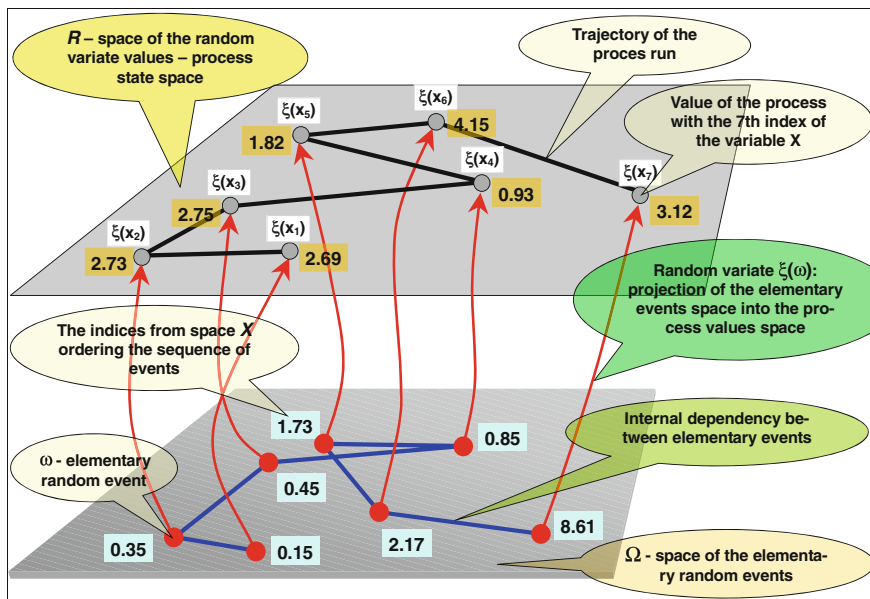 R – space of the random
variate values – process
state space
Trajectory of the
proces run
ξ(x₆)
ξ(x₅)
4.15
1.82
Value of the process
with the 7th index of
the variable X
ξ(x₄)
ξ(x₇)
ξ(x₃)
0.93
2.75
3.12
ξ(x₂)
ξ(x₁)
2.73
2.69
Random variate ξ(ω):
projection of the elementary
events space into the pro-
cess values space
The indices from space X
ordering the sequence of
events
1.73
0.85
Internal dependency be-
tween elementary events
ω - elementary
random event
0.45
0.35
0.15
2.17
8.61
Ω - space of the elementa-
ry random events